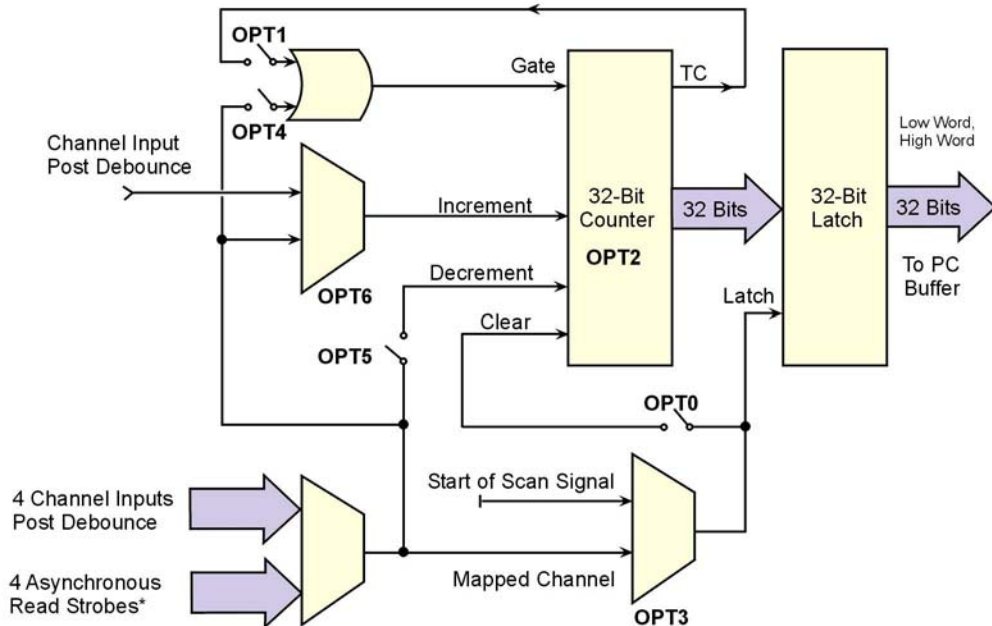 OPT1
Gate
TC
OPT4
Low Word,
High Word
Channel Input
Post Debounce
Increment
32-Bit
Counter
OPT2
32 Bits
32-Bit
Latch
32 Bits
To PC
Buffer
OPT6
Decrement
Latch
Clear
OPT5
OPT0
4 Channel Inputs
Post Debounce
Start of Scan Signal
4 Asynchronous
Read Strobes*
Mapped Channel
OPT3